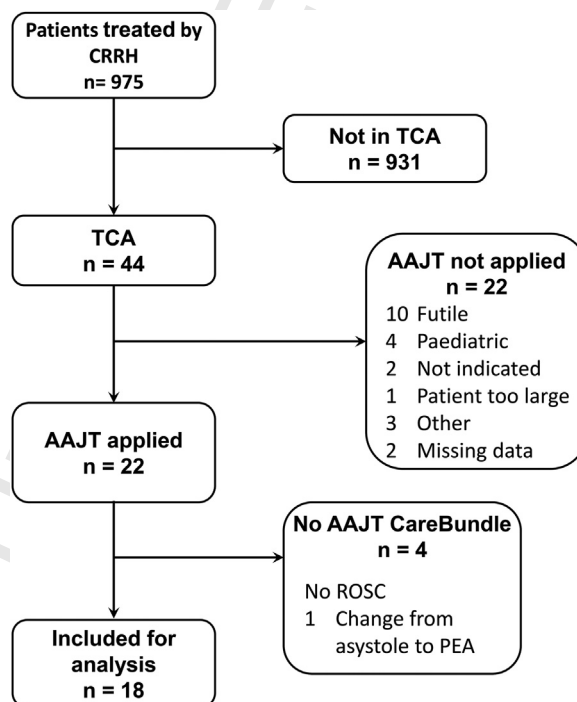 Patients treated by
CRRH
n= 975
Not in TCA
n = 931
TCA
n = 44
AAJT not applied
n = 22
10 Futile
4 Paediatric
2 Not indicated
1 Patient too large
3 Other
2 Missing data
AAJT applied
n = 22
No AAJT CareBundle
n = 4
No ROSC
1 Change from
asystole to PEA
Included for
analysis
n = 18